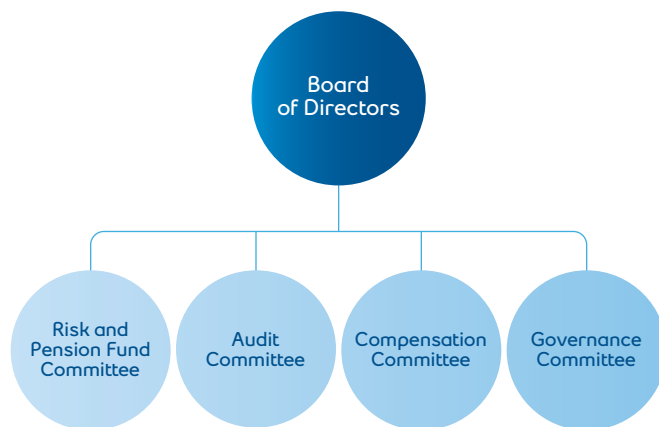 Board
of Directors
Risk and
Pension Fund
Committee
Audit
Committee
Compensation
Committee
Governance
Committee